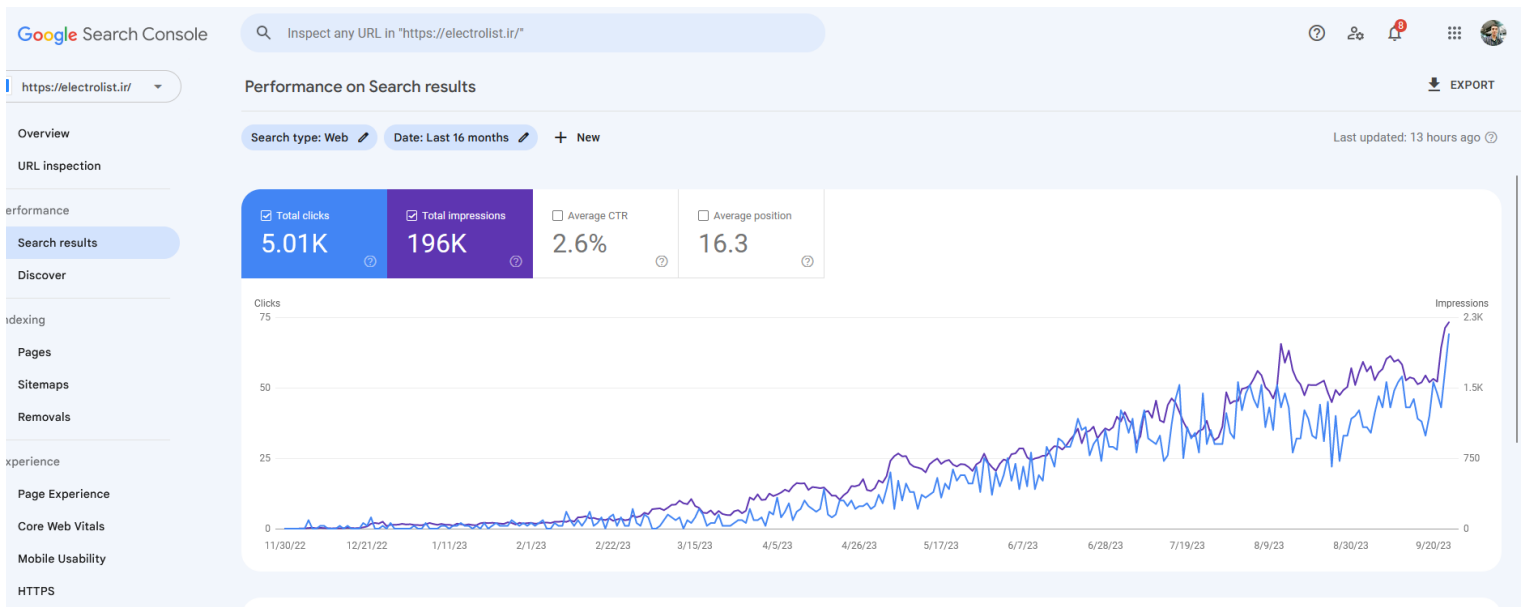 Google Search Console
Inspect any URL in "https://electrolist.ir/"
8
https://electrolist.ir/
Performance on Search results
EXPORT
Overview
URL inspection
erformance
Search results
Discover
ndexing
Pages
Sitemaps
Removals
xperience
Page Experience
Core Web Vitals
Mobile Usability
HTTPS
Search type: Web
Date: Last 16 months
+ New
Last updated: 13 hours ago
Total clicks
5.01K
Total impressions
196K
Average CTR
2.6%
Average position
16.3
Clicks
Impressions
75
50
25
0
2.3K
1.5K
750
0
11/30/22 12/21/22 1/11/23 2/1/23 2/22/23 3/15/23 4/5/23 4/26/23 5/17/23 6/7/23 6/28/23 7/19/23 8/9/23 8/30/23 9/20/23